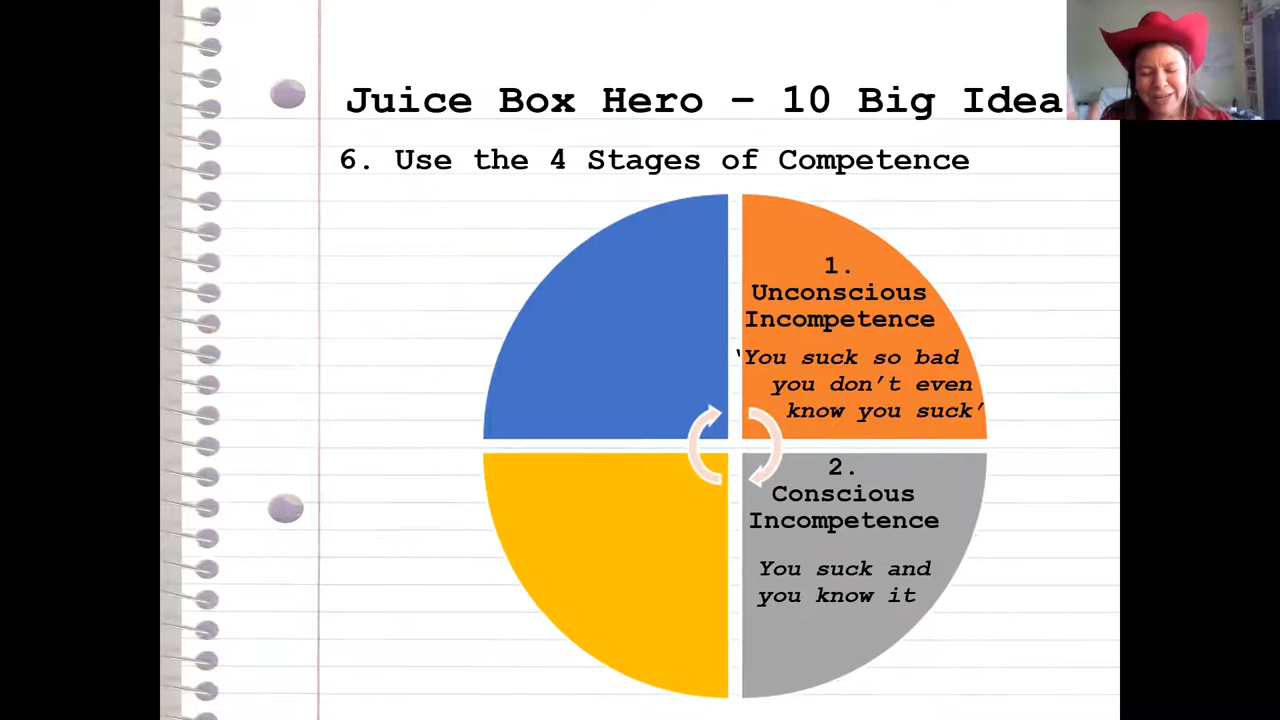 Juice Box Hero – 10 Big Idea
6. Use the 4 Stages of Competence
1.
Unconscious
Incompetence
‘You suck so bad
you don’t even
know you suck’
2.
Conscious
Incompetence
You suck and
you know it